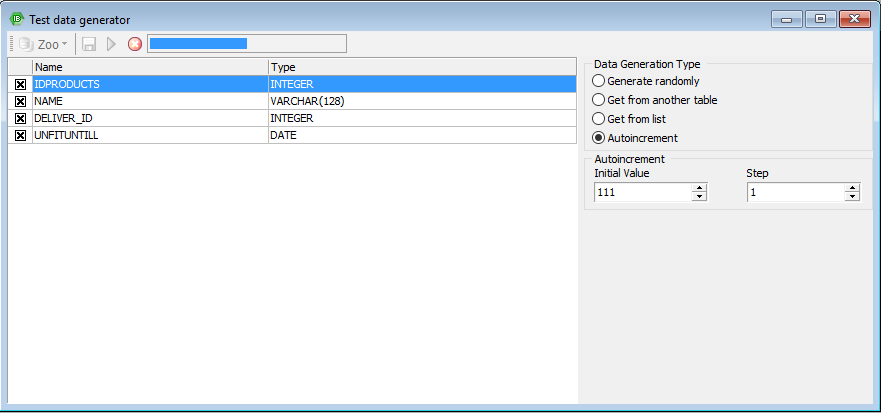 IB Test data generator
Zoo
Name Type
IDPRODUCTS INTEGER
NAME VARCHAR(128)
DELIVER_ID INTEGER
UNFITUNTILL DATE
Data Generation Type
Generate randomly
Get from another table
Get from list
Autoincrement
Autoincrement
Initial Value Step
111 1